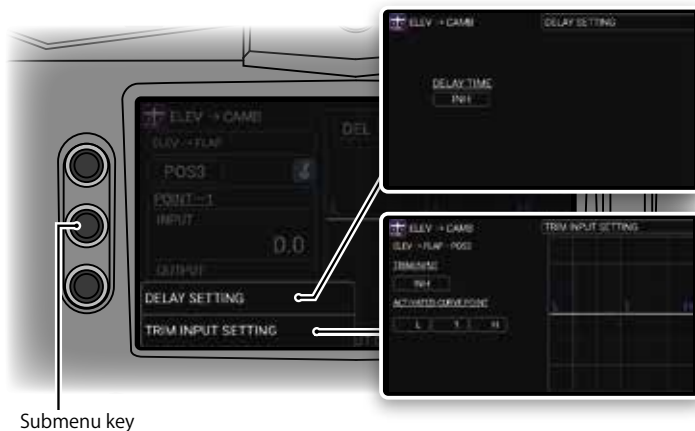 ELEV → CAMB
DELAY SETTING
DELAY TIME
INH
ELEV → CAMB
ELEV → FLAP
DEL
POS3
POINT-1
INPUT
0.0
OUTPUT
DELAY SETTING
TRIM INPUT SETTING
ELEV → CAMB
TRIM INPUT SETTING
ELEV → FLAP - POS3
INH
ACTIVATED CURVE POINT
L 1 H
Submenu key